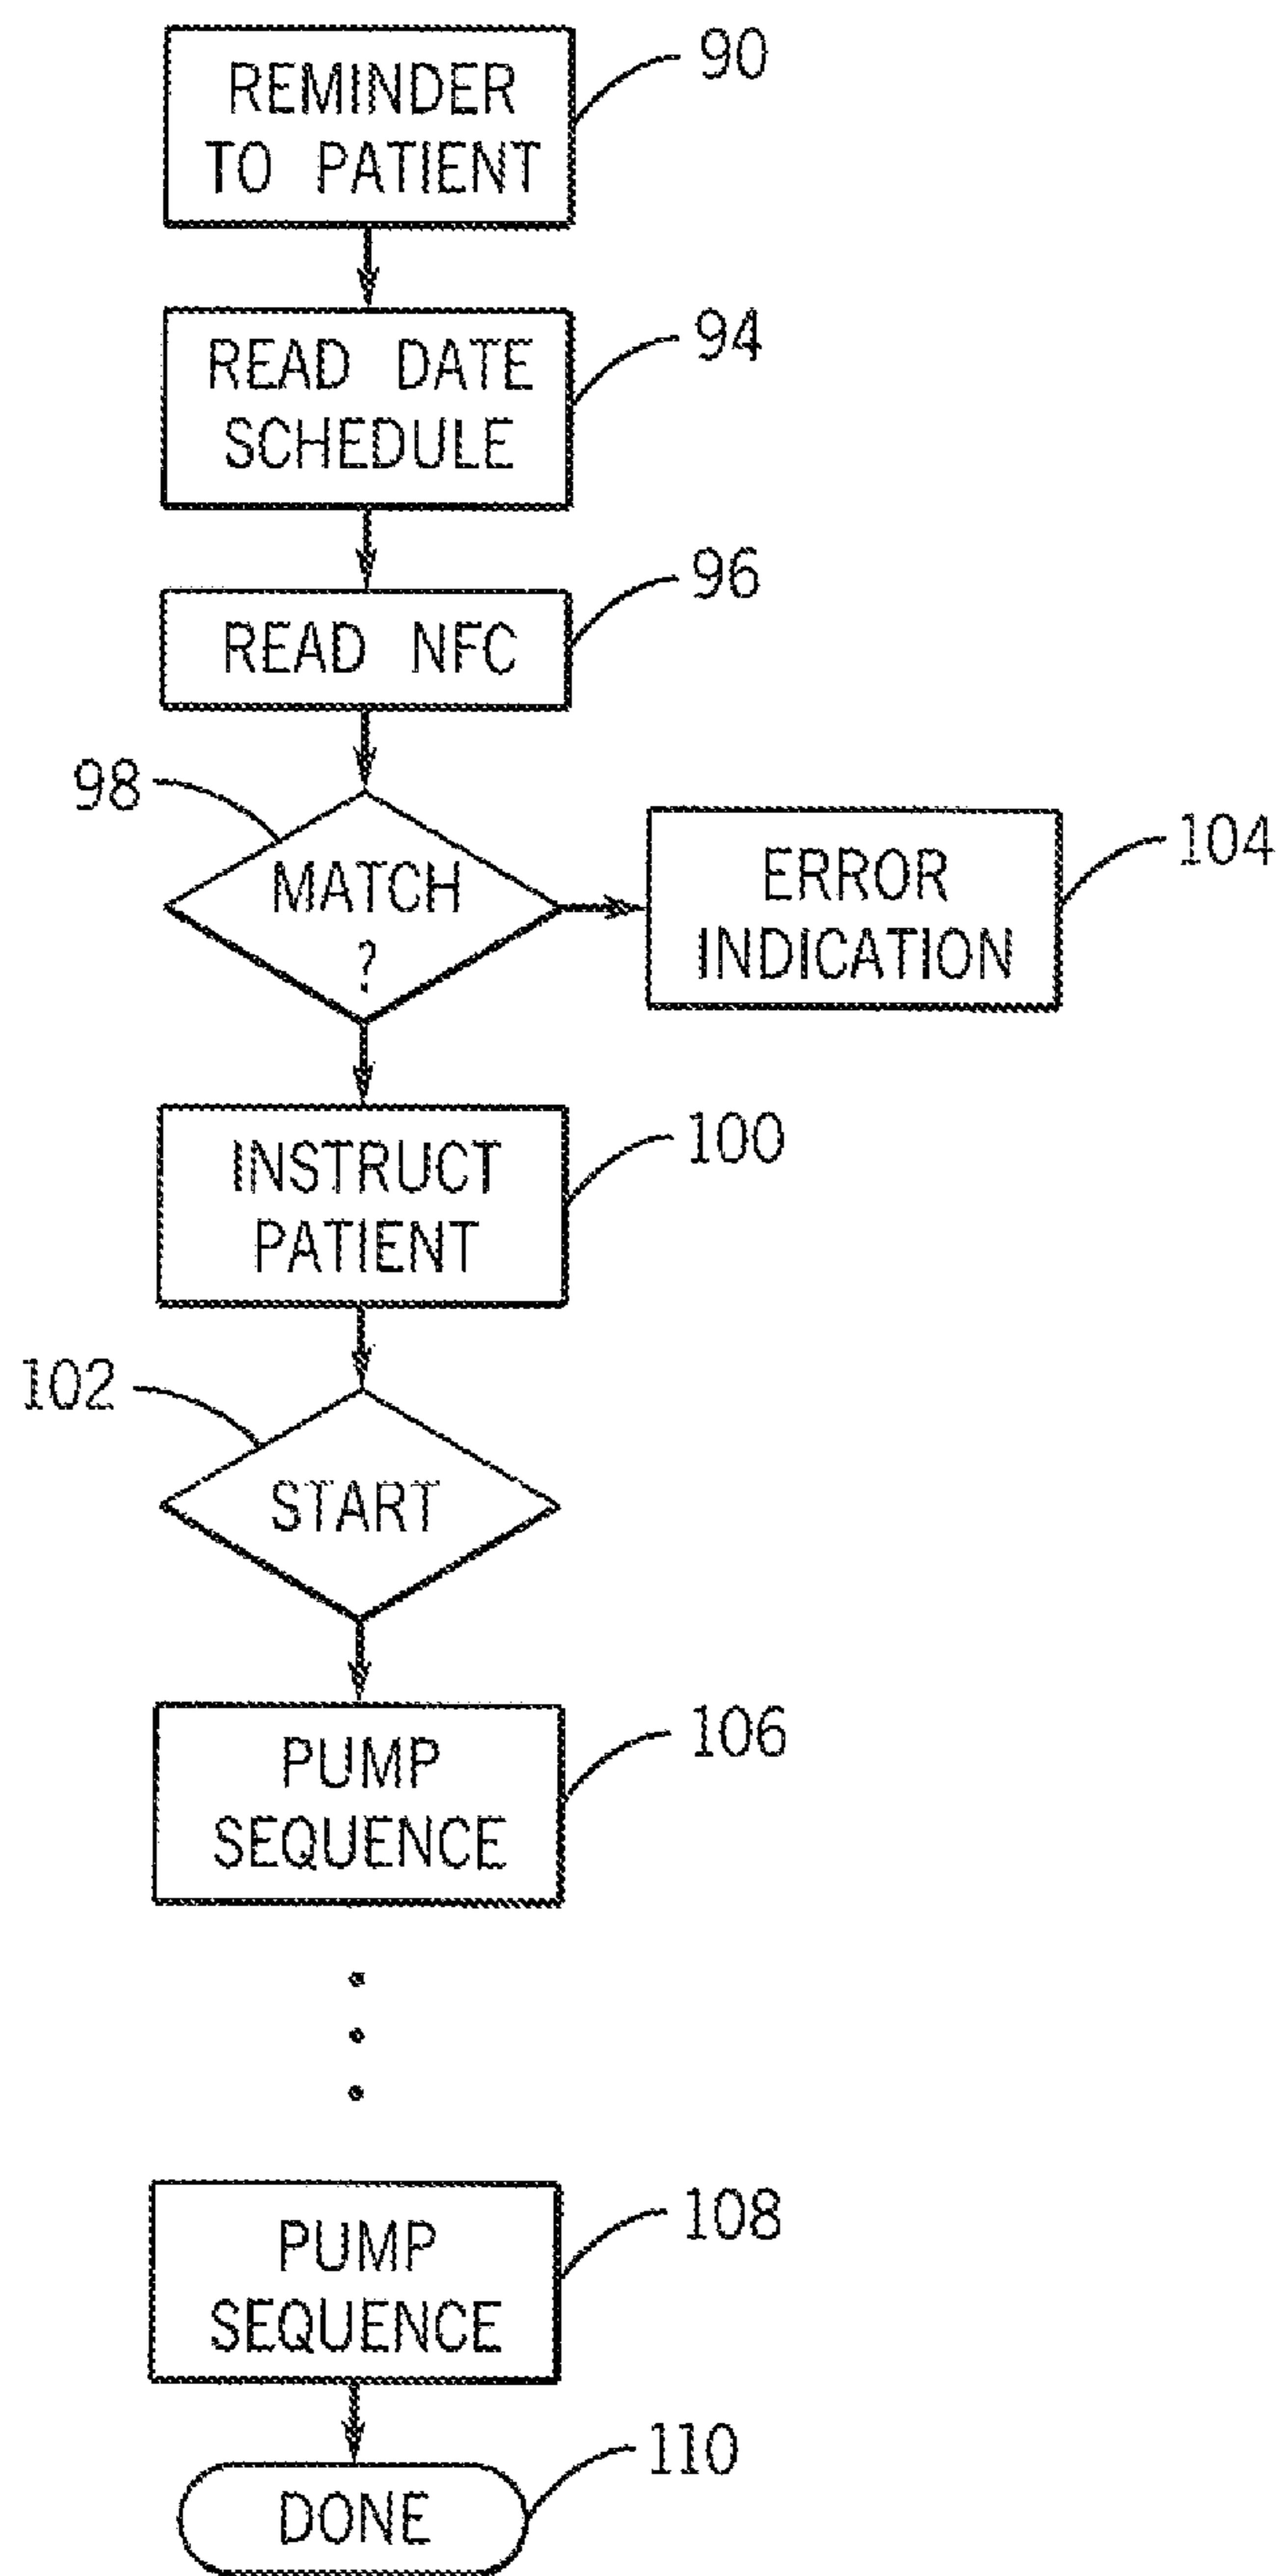 REMINDER
TO PATIENT
90
READ DATE
SCHEDULE
94
READ NFC
96
98
MATCH
?
ERROR
INDICATION
104
INSTRUCT
PATIENT
100
102
START
PUMP
SEQUENCE
106
PUMP
SEQUENCE
108
DONE
110